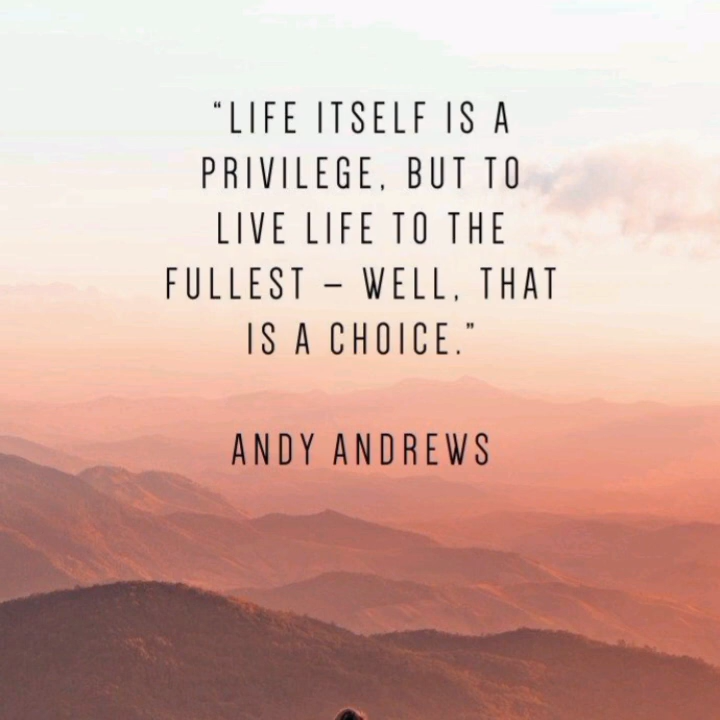 “LIFE ITSELF IS A
PRIVILEGE, BUT TO
LIVE LIFE TO THE
FULLEST – WELL, THAT
IS A CHOICE.”
ANDY ANDREWS